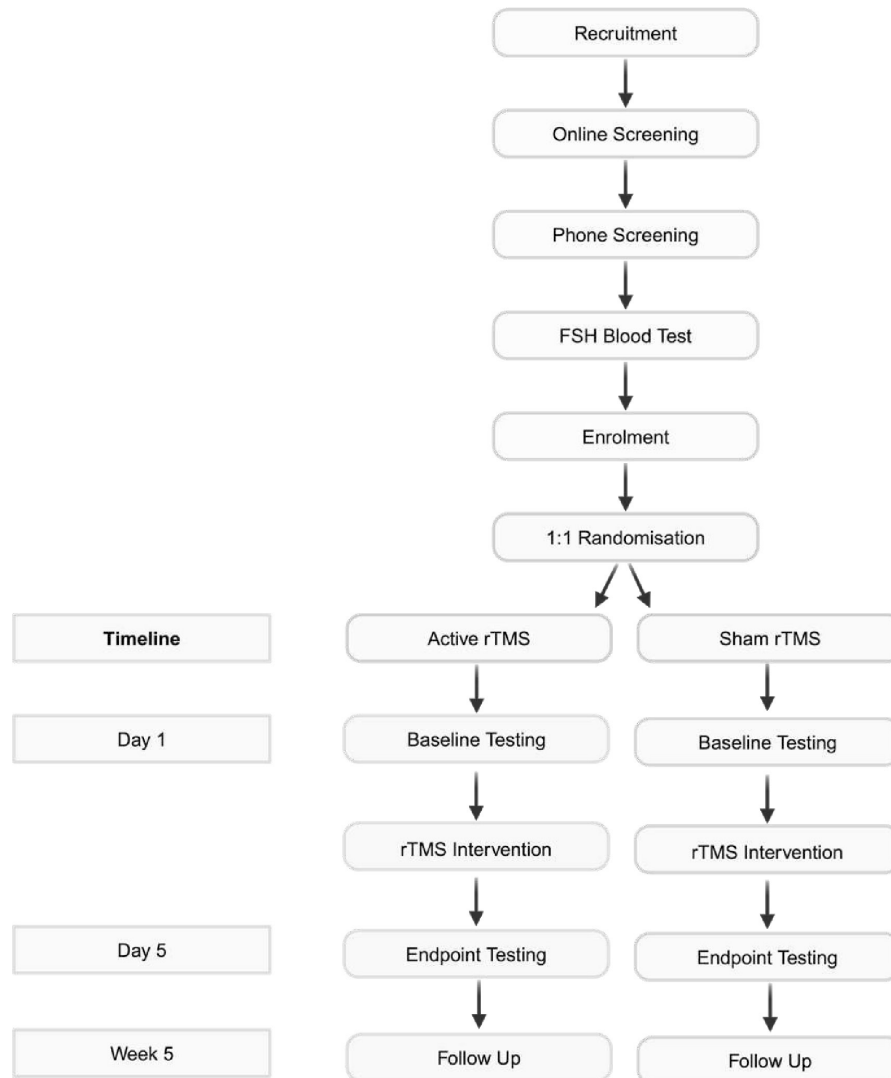 Recruitment
Online Screening
Phone Screening
FSH Blood Test
Enrolment
1:1 Randomisation
Timeline
Active rTMS
Sham rTMS
Day 1
Baseline Testing
Baseline Testing
rTMS Intervention
rTMS Intervention
Day 5
Endpoint Testing
Endpoint Testing
Week 5
Follow Up
Follow Up